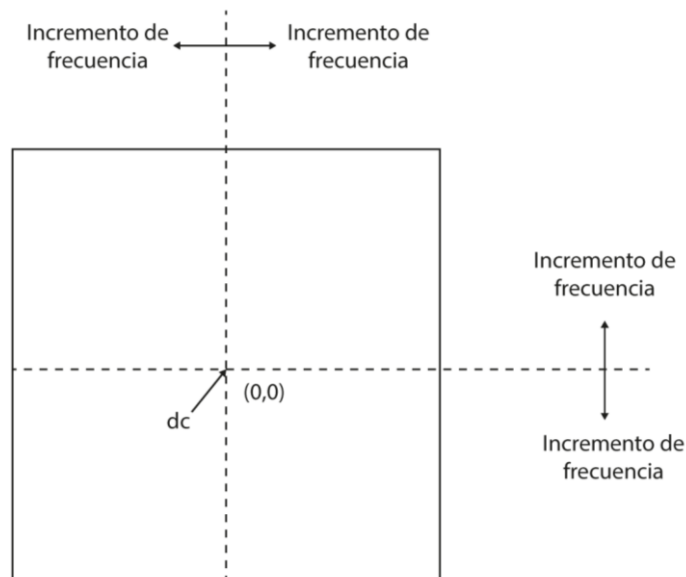 Incremento de
frecuencia
Incremento de
frecuencia
Incremento de
frecuencia
(0,0)
dc
Incremento de
frecuencia